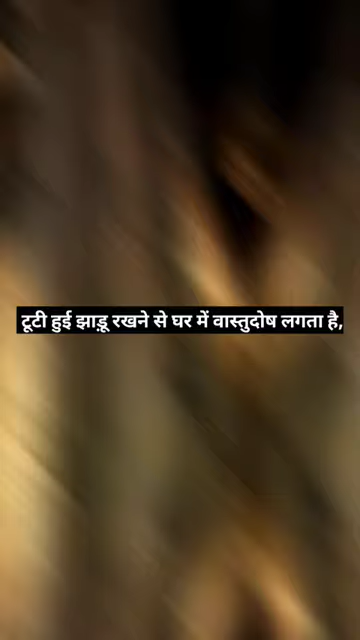 टूटी हुई झाड़ू रखने से घर में वास्तुदोष लगता है,